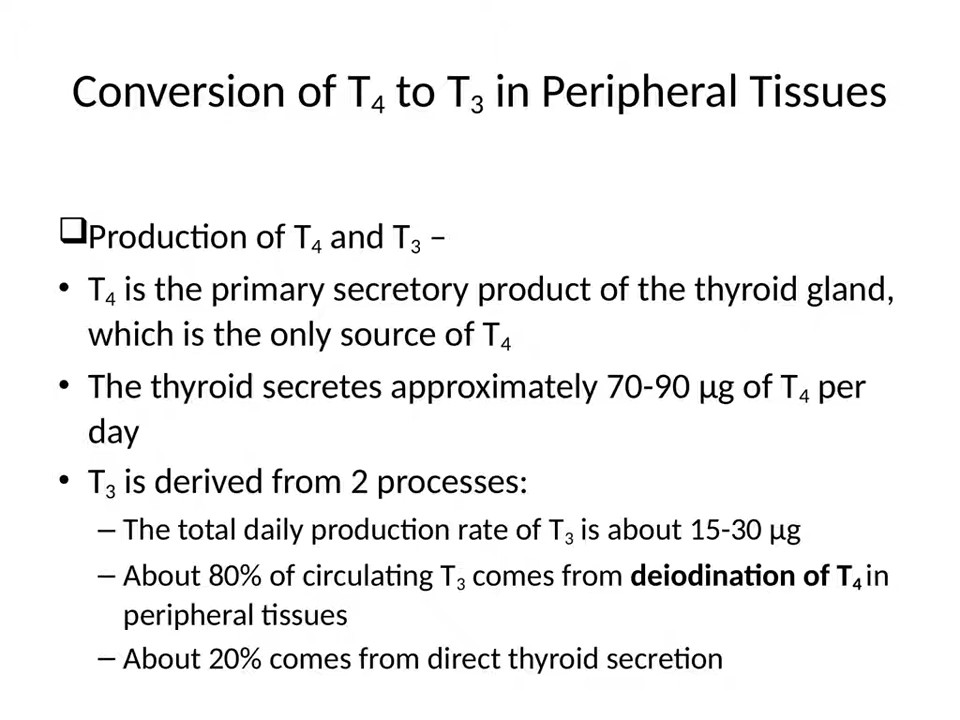 Conversion of T₄ to T₃ in Peripheral Tissues
❑Production of T₄ and T₃ –
• T₄ is the primary secretory product of the thyroid gland,
which is the only source of T₄
• The thyroid secretes approximately 70-90 µg of T₄ per
day
• T₃ is derived from 2 processes:
– The total daily production rate of T₃ is about 15-30 µg
– About 80% of circulating T₃ comes from deiodination of T₄ in
peripheral tissues
– About 20% comes from direct thyroid secretion